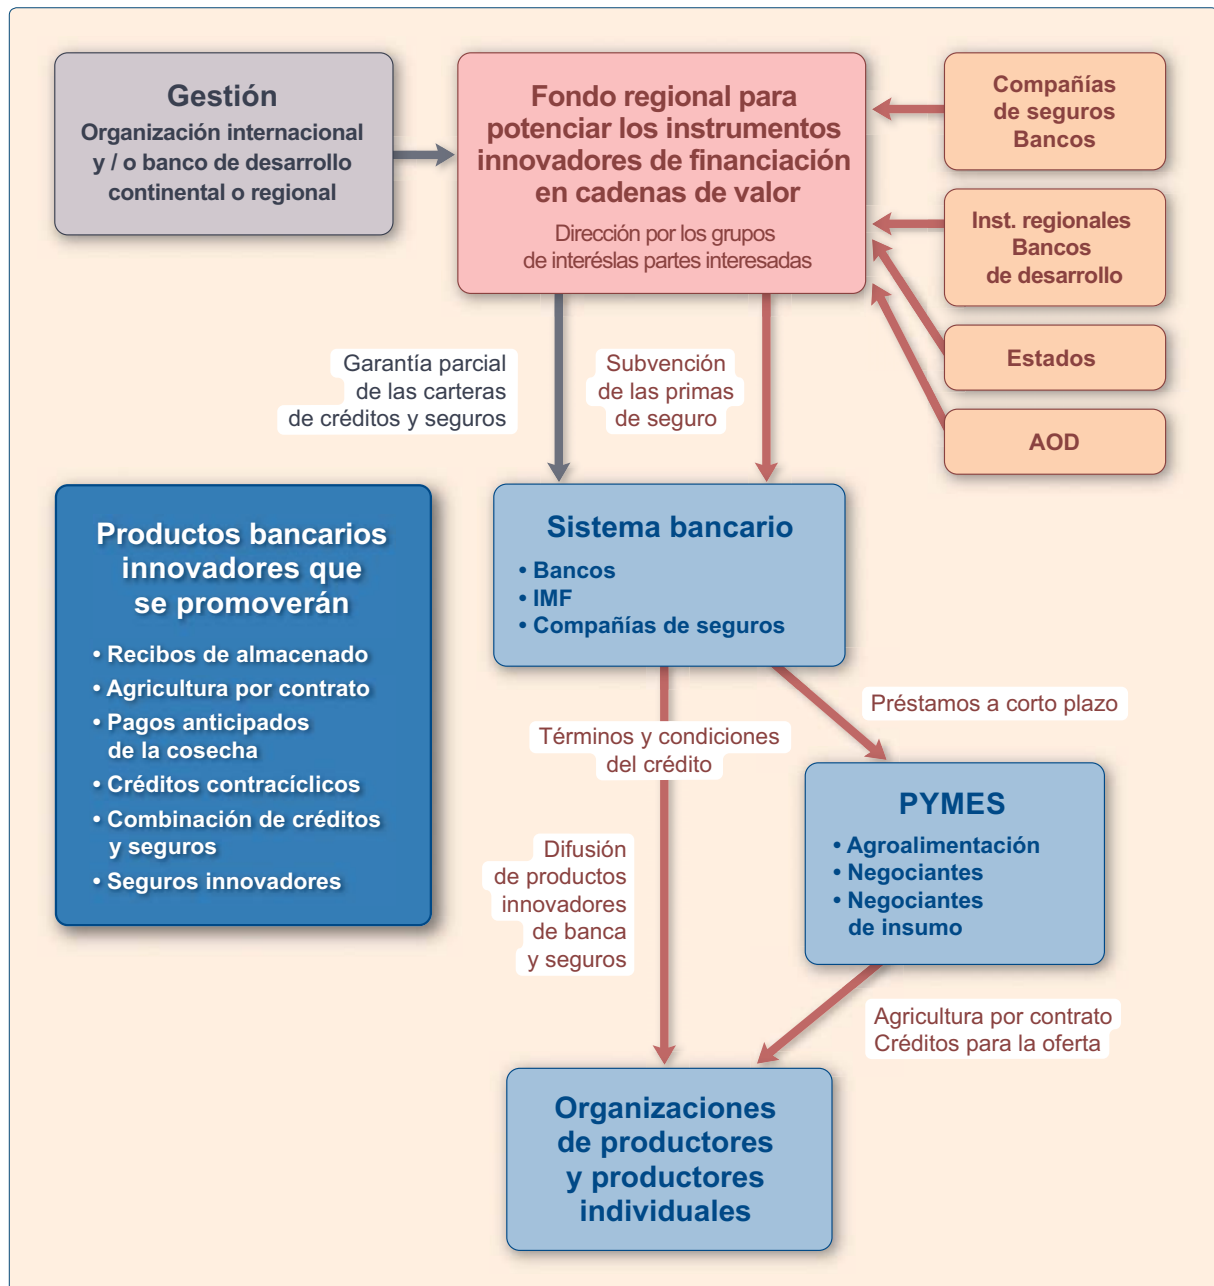 Gestión
Organización internacional
y / o banco de desarrollo
continental o regional
Fondo regional para
potenciar los instrumentos
innovadores de financiación
en cadenas de valor
Dirección por los grupos
de interéslas partes interesadas
Compañías
de seguros
Bancos
Inst. regionales
Bancos
de desarrollo
Estados
AOD
Garantía parcial
de las carteras
de créditos y seguros
Subvención
de las primas
de seguro
Productos bancarios
innovadores que
se promoverán
• Recibos de almacenado
• Agricultura por contrato
• Pagos anticipados
de la cosecha
• Créditos contracíclicos
• Combinación de créditos
y seguros
• Seguros innovadores
Sistema bancario
• Bancos
• IMF
• Compañías de seguros
Préstamos a corto plazo
Términos y condiciones
del crédito
PYMES
• Agroalimentación
• Negociantes
• Negociantes
de insumo
Difusión
de productos
innovadores
de banca
y seguros
Agricultura por contrato
Créditos para la oferta
Organizaciones
de productores
y productores
individuales